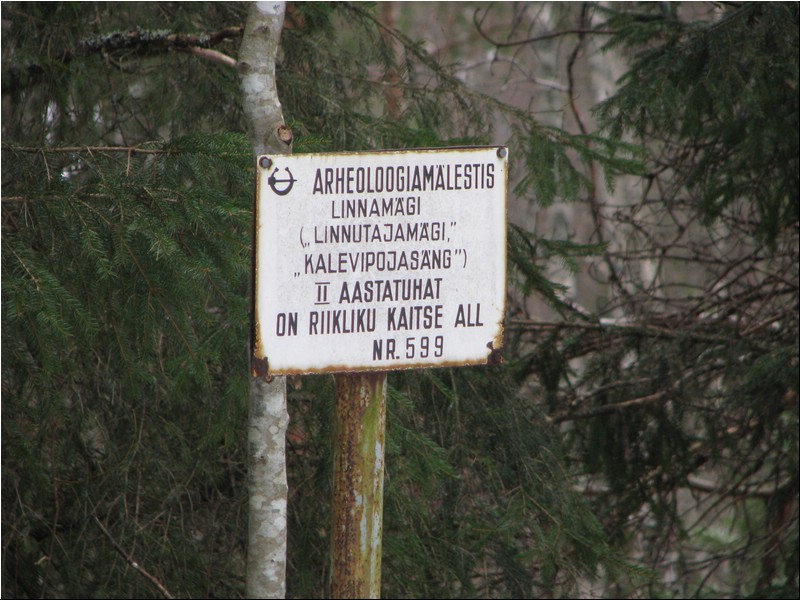 ARHEOLOOGIAMÄLESTIS
LINNAMÄGI
(„LINNUTAJAMÄGI,”
„KALEVIPOJASÄNG”)
II AASTATUHAT
ON RIIKLIKU KAITSE ALL
NR. 599